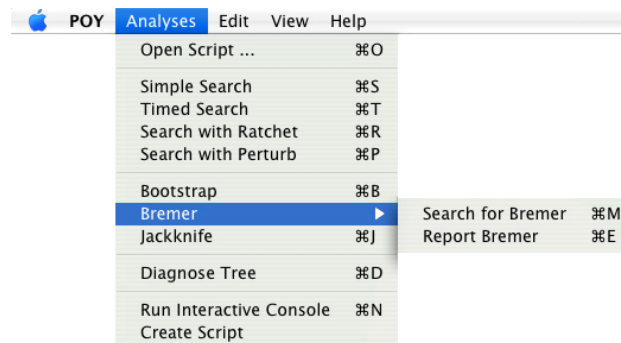 POY Analyses Edit View Help
Open Script ... ⌘O
Simple Search ⌘S
Timed Search ⌘T
Search with Ratchet ⌘R
Search with Perturb ⌘P
Bootstrap ⌘B
Bremer ▶
Search for Bremer ⌘M
Jackknife ⌘J
Report Bremer ⌘E
Diagnose Tree ⌘D
Run Interactive Console ⌘N
Create Script